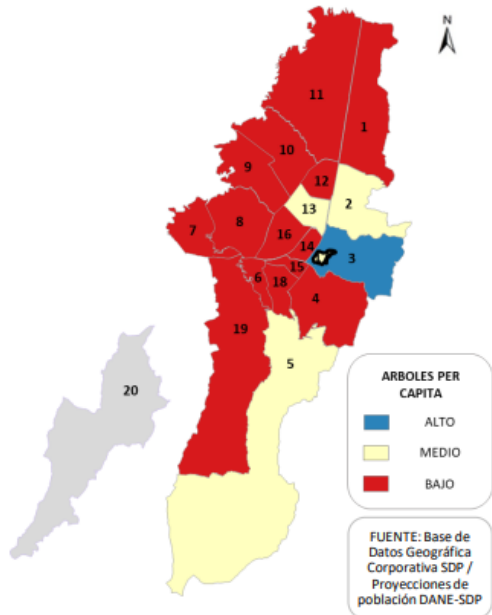 N
11
1
10
9
12
2
13
7
8
16
14
3
15
6
18
4
19
5
20
ARBOLES PER
CAPITA
ALTO
MEDIO
BAJO
FUENTE: Base de
Datos Geográfica
Corporativa SDP /
Proyecciones de
población DANE-SDP